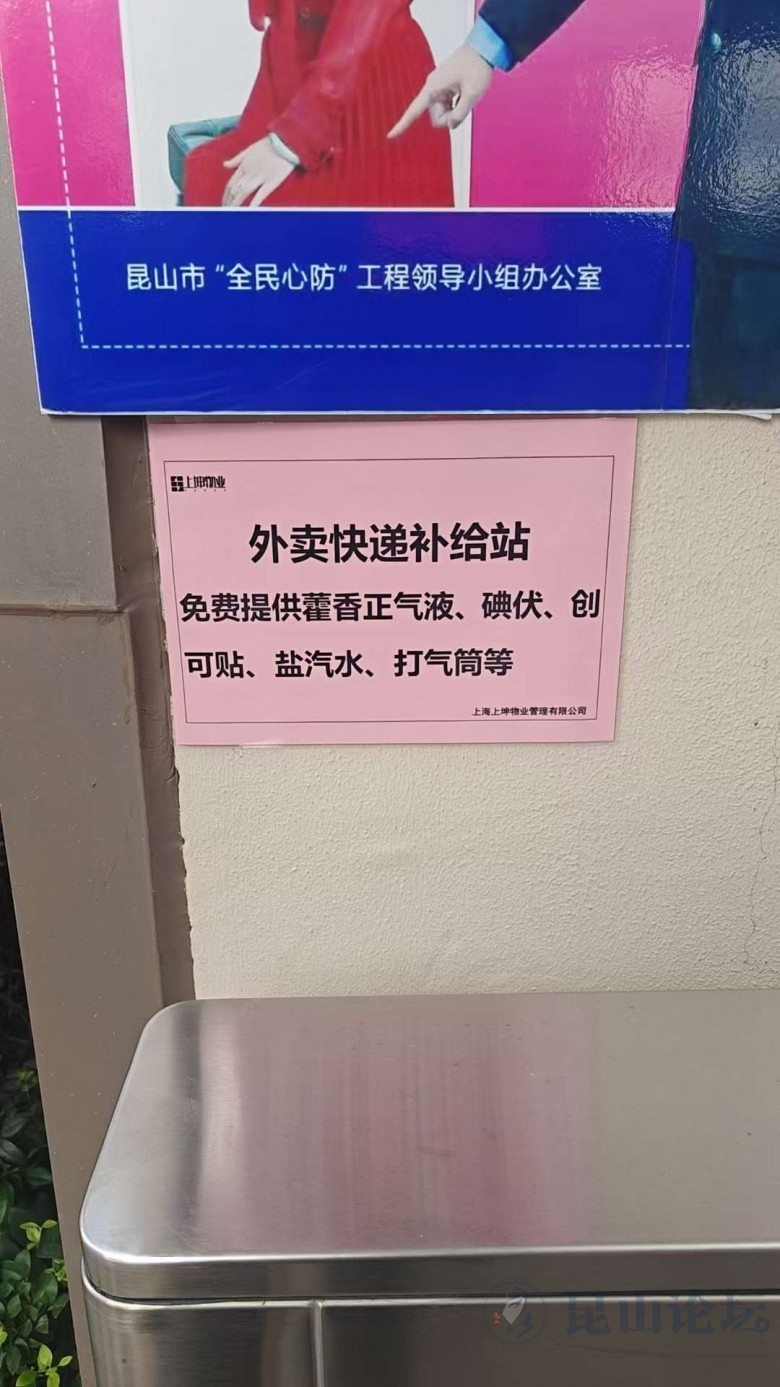 昆山市“全民心防”工程领导小组办公室
上坤物业
外卖快递补给站
免费提供藿香正气液、碘伏、创
可贴、盐汽水、打气筒等
上海上坤物业管理有限公司
昆山论坛